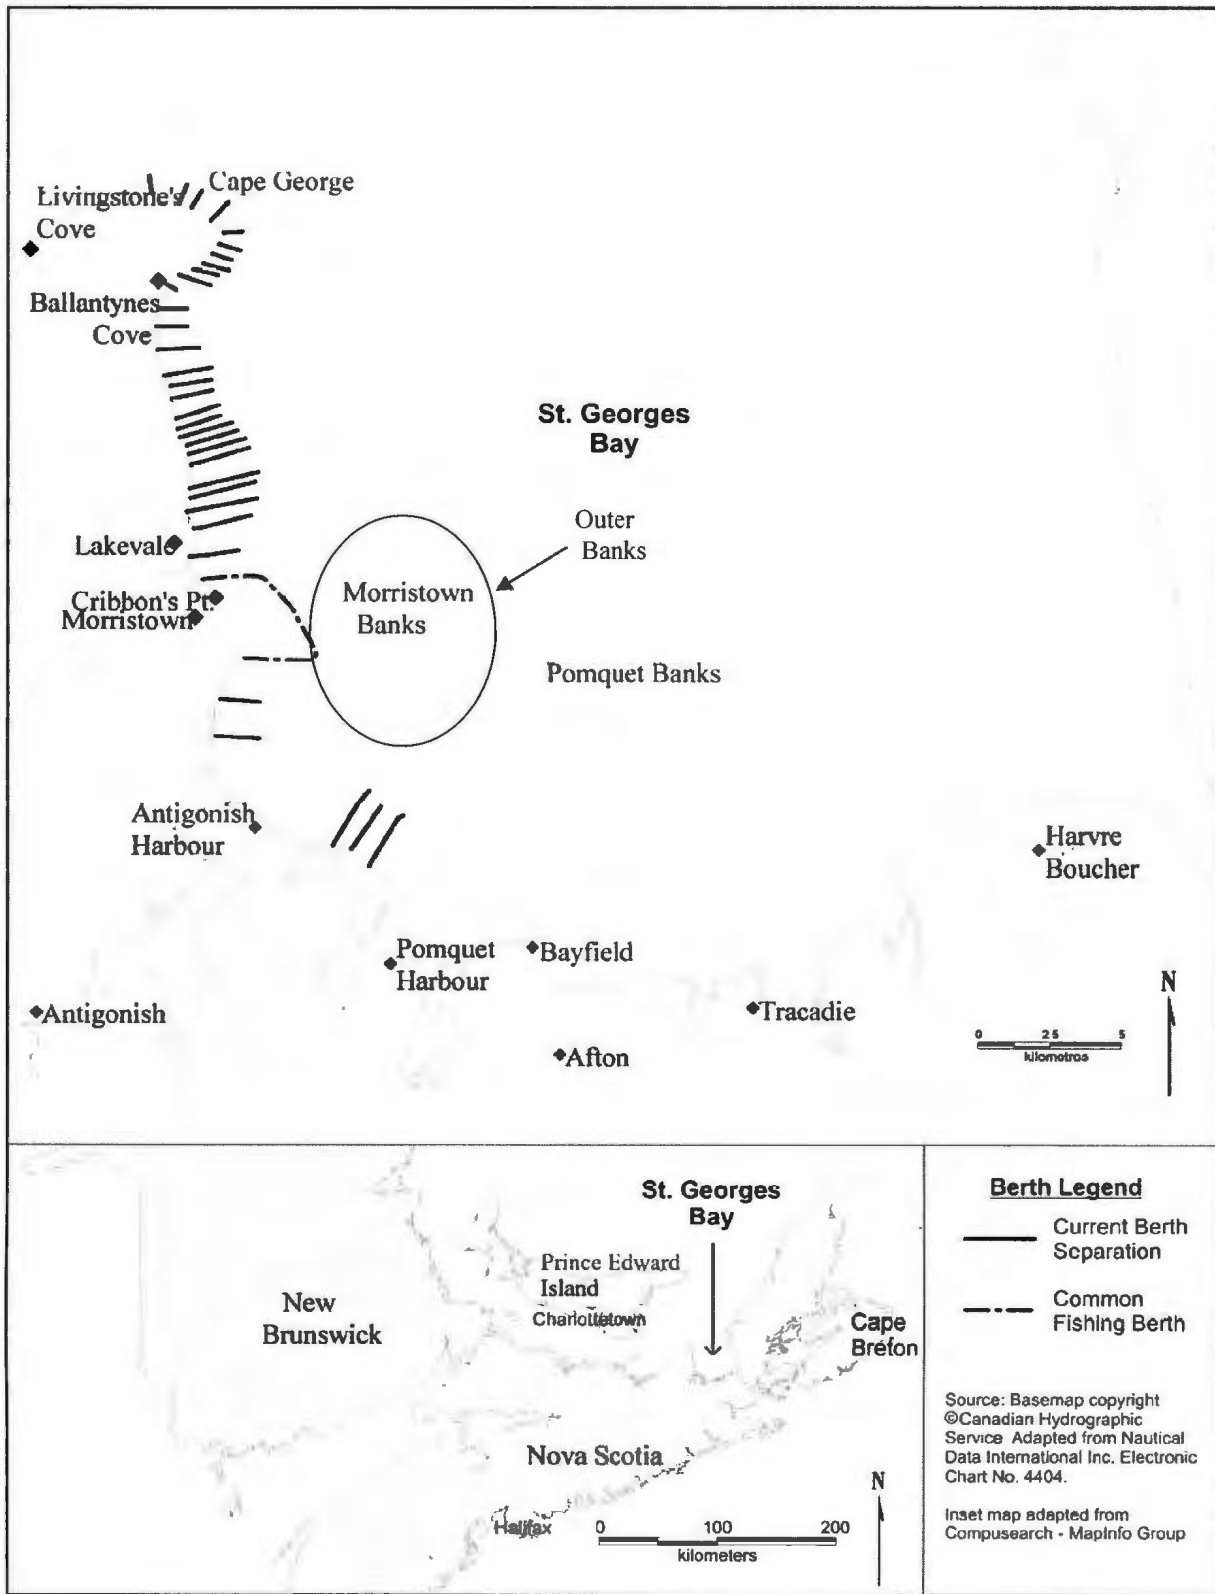 Cape George
Livingstone's
Cove
Ballantynes
Cove
St. Georges
Bay
Outer
Banks
Lakevale
Morristown
Banks
Cribbon's Pt.
Morristown
Pomquet Banks
Antigonish
Harbour
Harvre
Boucher
Pomquet
Harbour
Bayfield
Antigonish
Tracadie
Afton
N
0 25 5
kilometros
St. Georges
Bay
Prince Edward
Island
Charlottetown
New
Brunswick
Cape
Breton
Nova Scotia
Halifax
N
0 100 200
kilometers
Berth Legend
Current Berth
Separation
Common
Fishing Berth
Source: Basemap copyright
©Canadian Hydrographic
Service Adapted from Nautical
Data International Inc. Electronic
Chart No. 4404.
Inset map adapted from
Compusearch - MapInfo Group